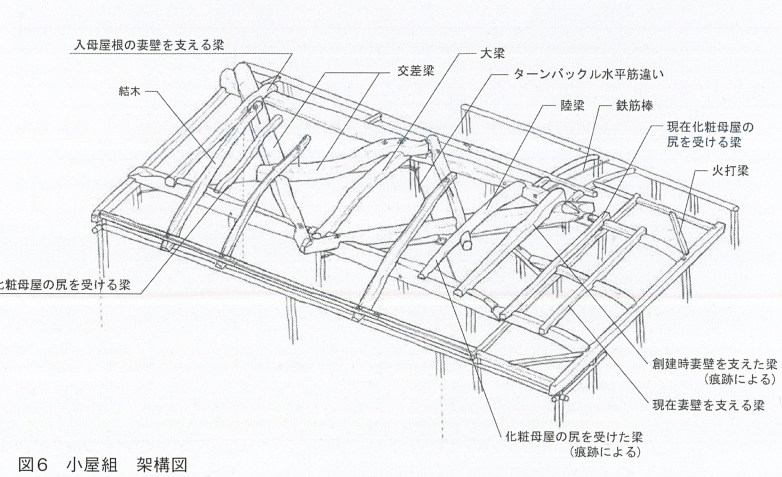 入母屋根の妻壁を支える梁
大梁
交差梁
ターンバックル水平筋違い
結木
陸梁
鉄筋棒
現在化粧母屋の
尻を受ける梁
火打梁
化粧母屋の尻を受ける梁
創建時妻壁を支えた梁
(痕跡による)
現在妻壁を支える梁
化粧母屋の尻を受けた梁
(痕跡による)
図6 小屋組 架構図